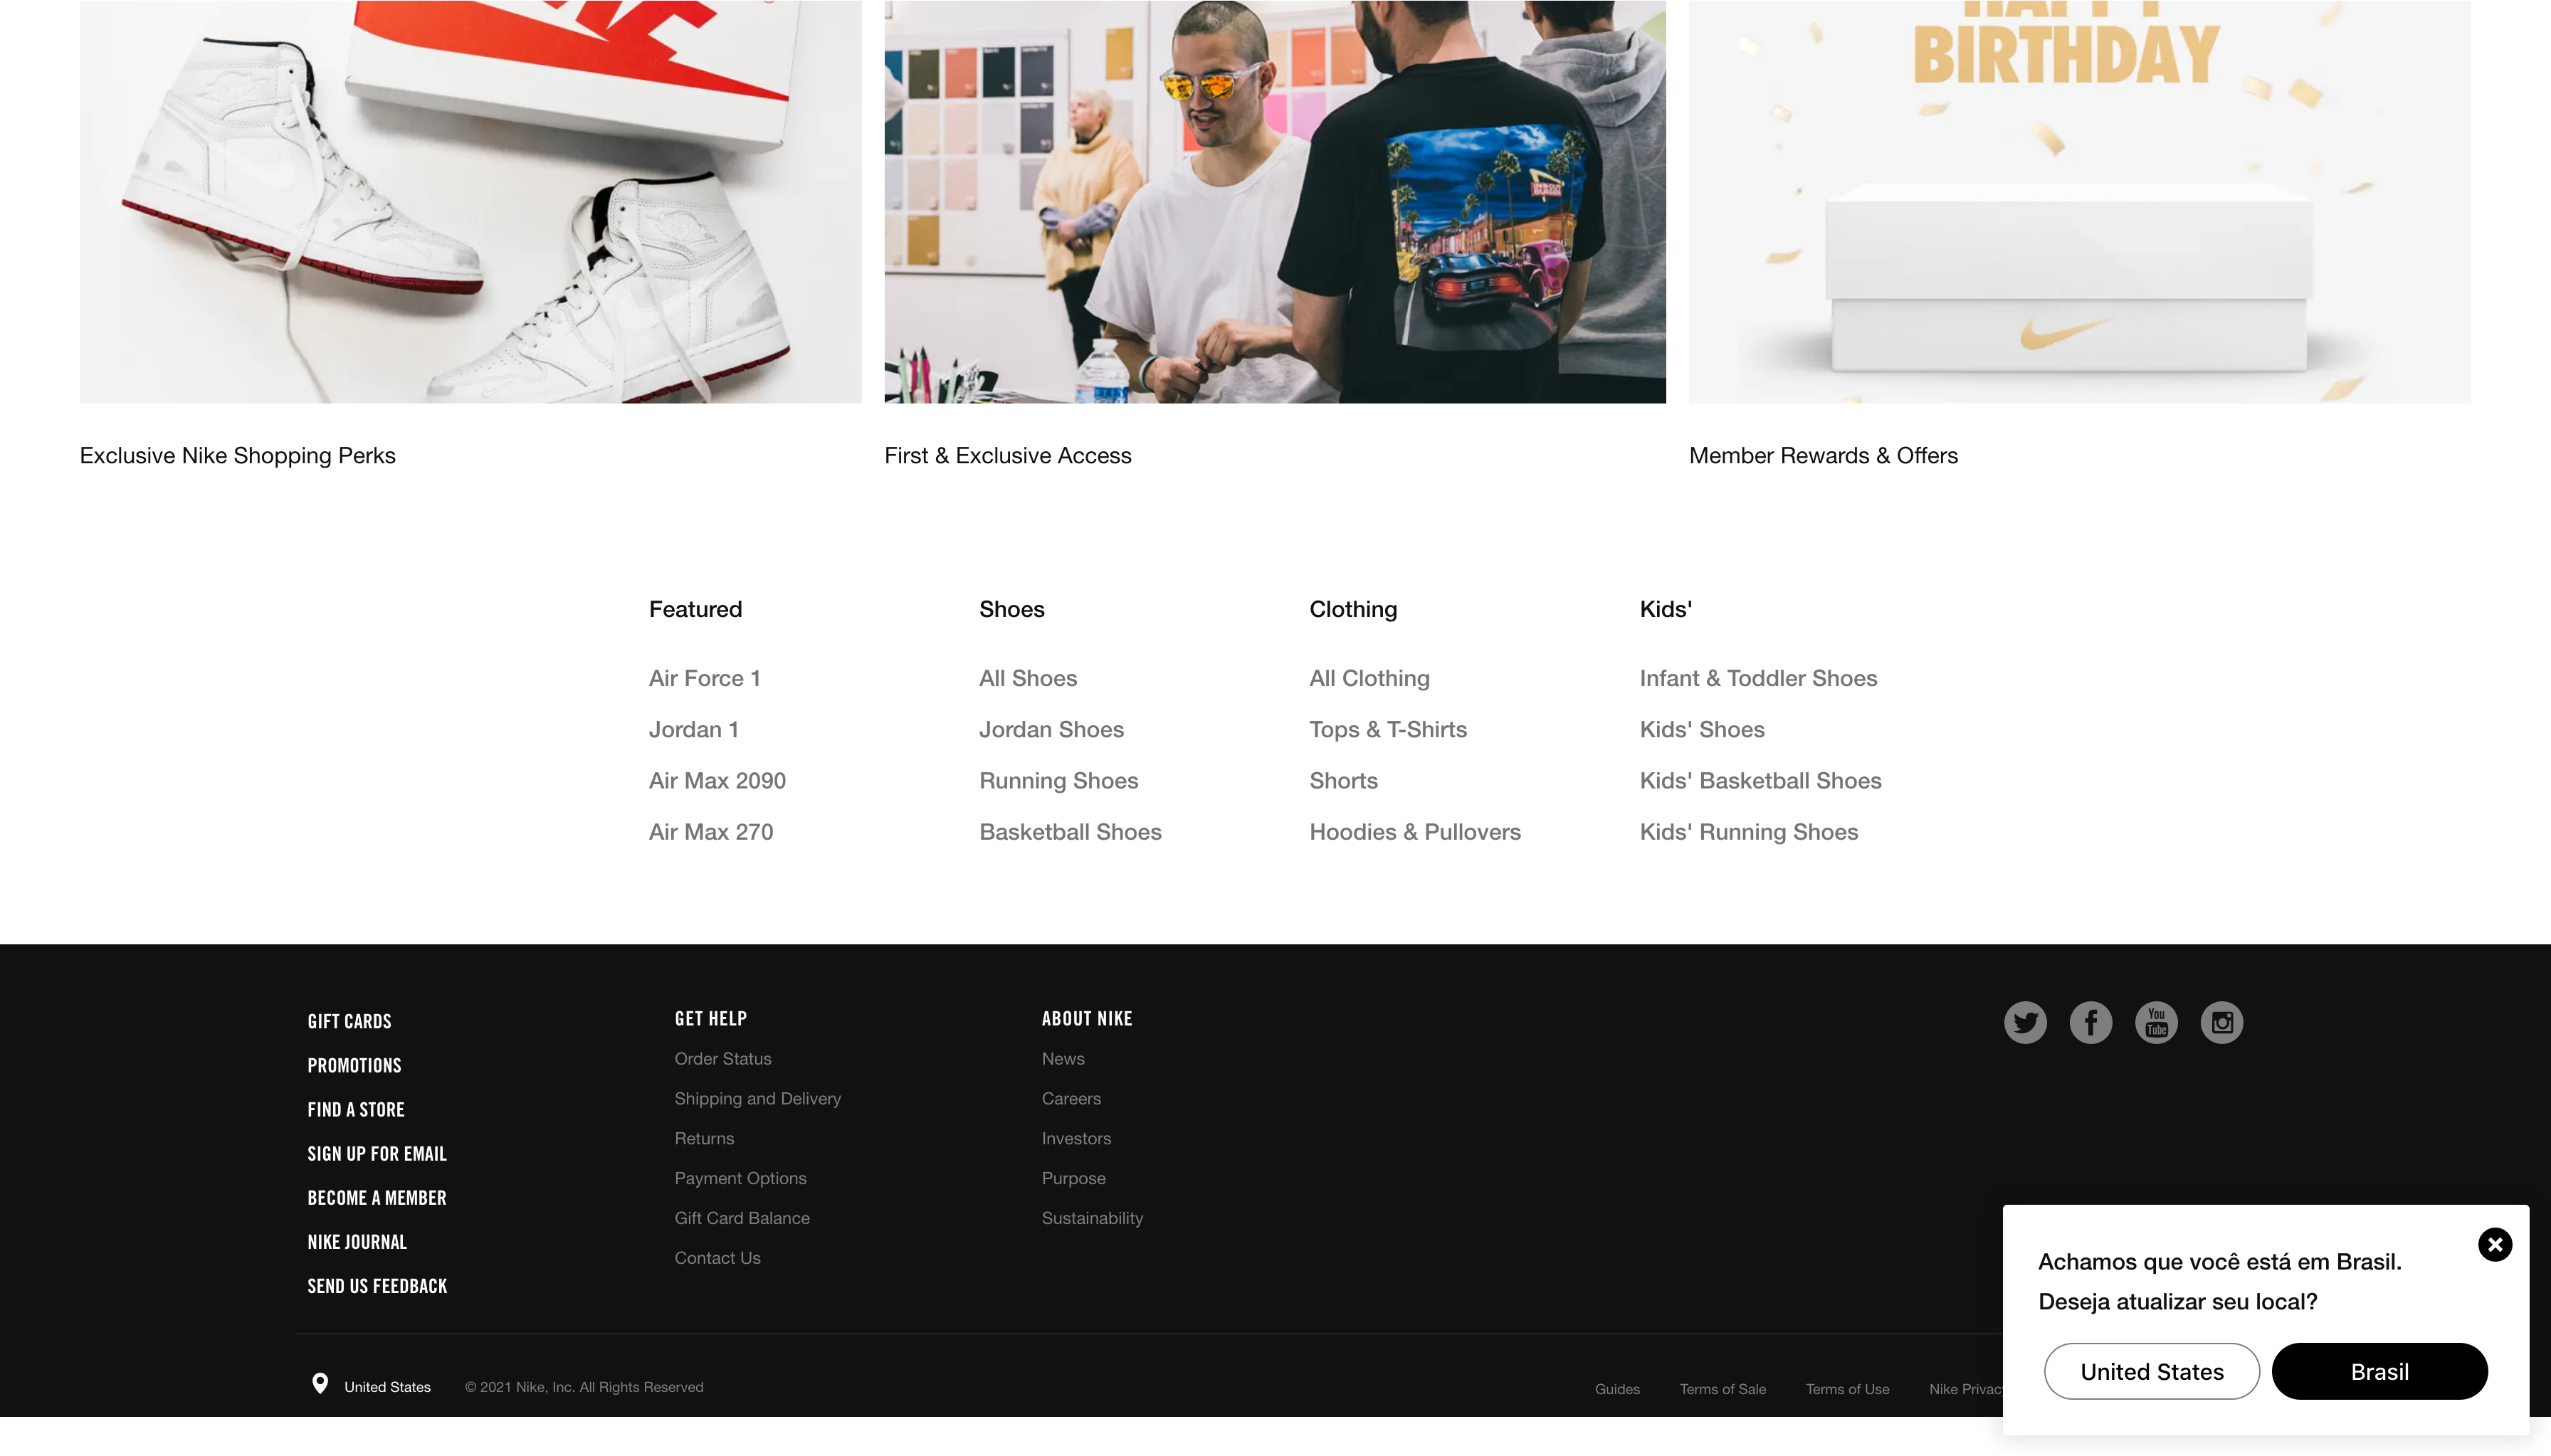 BIRTHDAY
IN-N-OUT
BURGER
Exclusive Nike Shopping Perks
First & Exclusive Access
Member Rewards & Offers
Featured
Air Force 1
Jordan 1
Air Max 2090
Air Max 270
Shoes
All Shoes
Jordan Shoes
Running Shoes
Basketball Shoes
Clothing
All Clothing
Tops & T-Shirts
Shorts
Hoodies & Pullovers
Kids'
Infant & Toddler Shoes
Kids' Shoes
Kids' Basketball Shoes
Kids' Running Shoes
GIFT CARDS
PROMOTIONS
FIND A STORE
SIGN UP FOR EMAIL
BECOME A MEMBER
NIKE JOURNAL
SEND US FEEDBACK
GET HELP
Order Status
Shipping and Delivery
Returns
Payment Options
Gift Card Balance
Contact Us
ABOUT NIKE
News
Careers
Investors
Purpose
Sustainability
You
Tube
Achamos que você está em Brasil.
Deseja atualizar seu local?
United States
Brasil
United States
© 2021 Nike, Inc. All Rights Reserved
Guides
Terms of Sale
Terms of Use
Nike